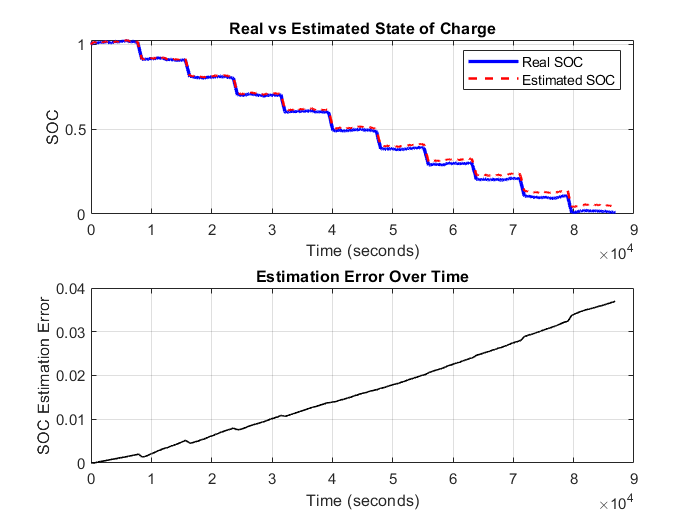 Real vs Estimated State of Charge
1
0.5
0
SOC
Real SOC
Estimated SOC
0 1 2 3 4 5 6 7 8 9
Time (seconds)
×10^4
Estimation Error Over Time
0.04
0.03
0.02
0.01
0
SOC Estimation Error
0 1 2 3 4 5 6 7 8 9
Time (seconds)
×10^4